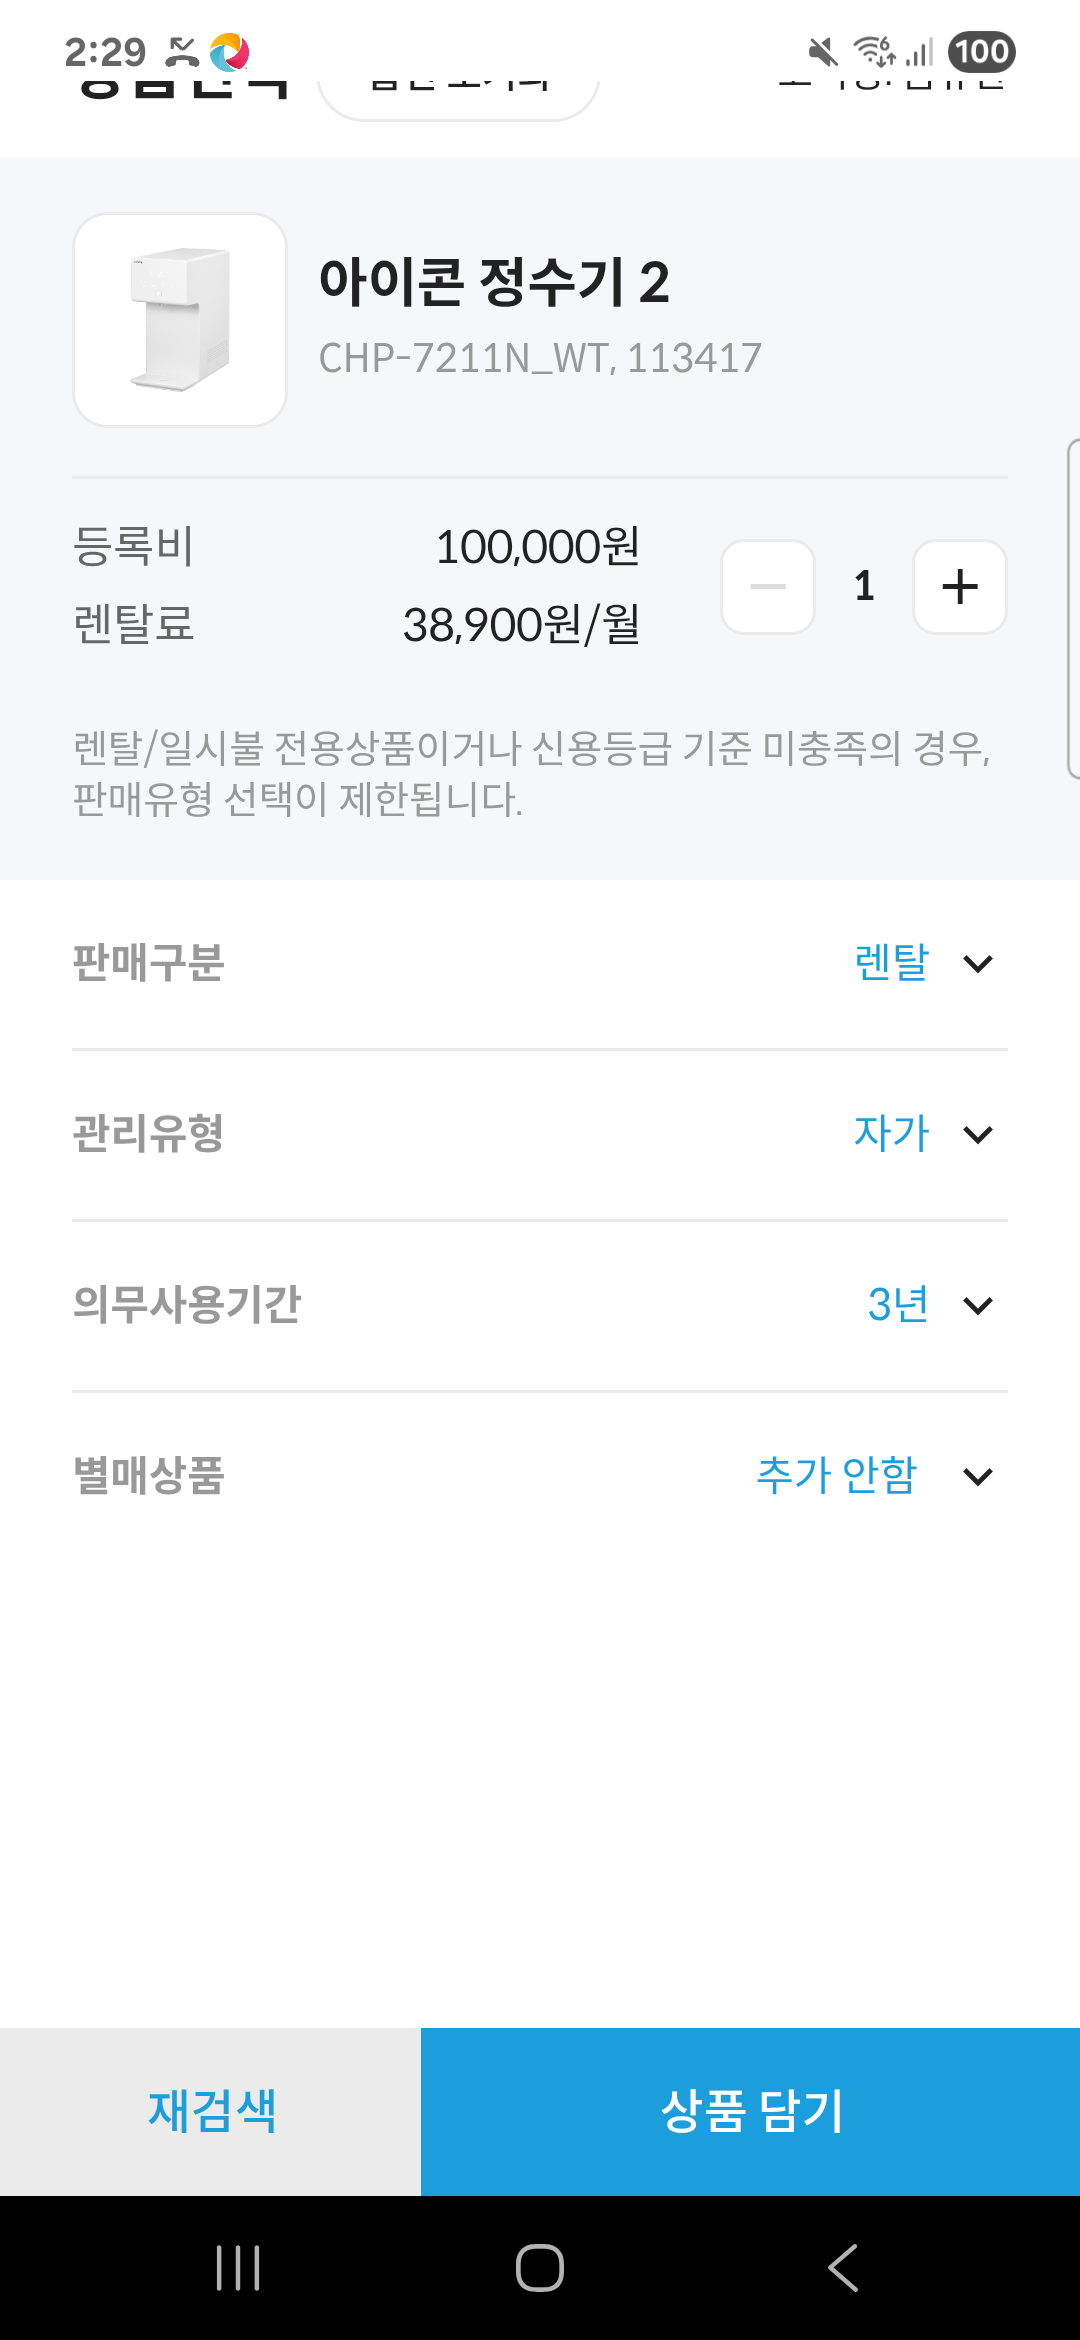 2:29
6
100
아이콘 정수기 2
CHP-7211N_WT, 113417
등록비 100,000원
렌탈료 38,900원/월
1
렌탈/일시불 전용상품이거나 신용등급 기준 미충족의 경우,
판매유형 선택이 제한됩니다.
판매구분 렌탈
관리유형 자가
의무사용기간 3년
별매상품 추가 안함
재검색 상품 담기